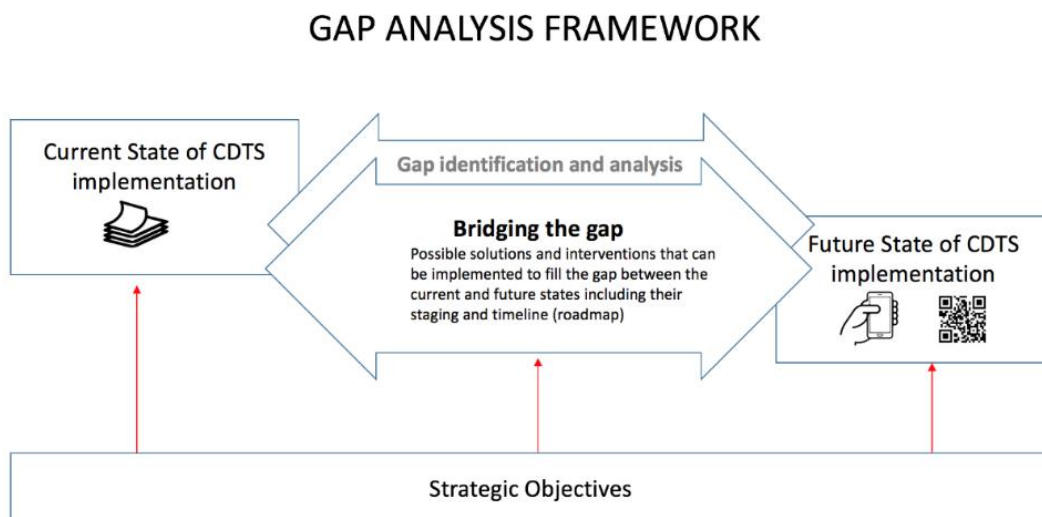 GAP ANALYSIS FRAMEWORK
Current State of CDTS
implementation
Gap identification and analysis
Bridging the gap
Possible solutions and interventions that can
be implemented to fill the gap between the
current and future states including their
staging and timeline (roadmap)
Future State of CDTS
implementation
Strategic Objectives